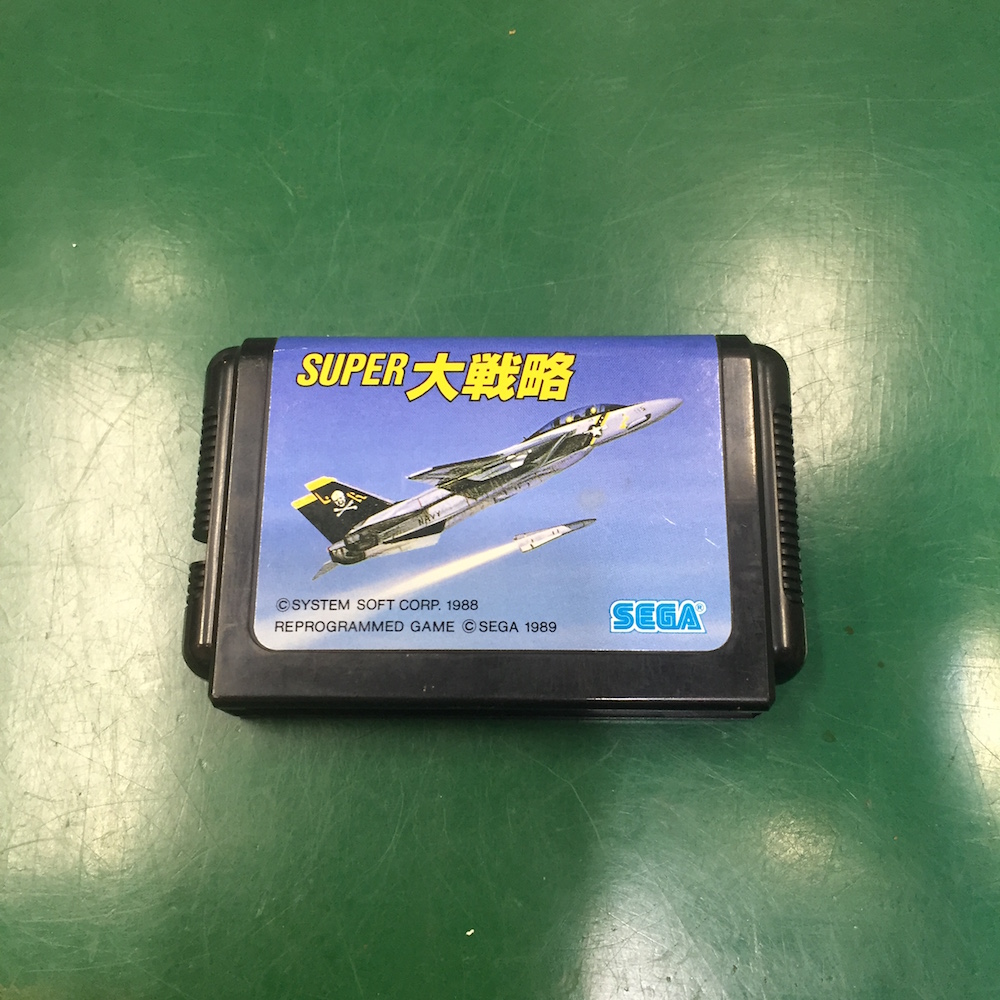 SUPER 大戦略
NAVY
©SYSTEM SOFT CORP. 1988
REPROGRAMMED GAME ©SEGA 1989
SEGA®